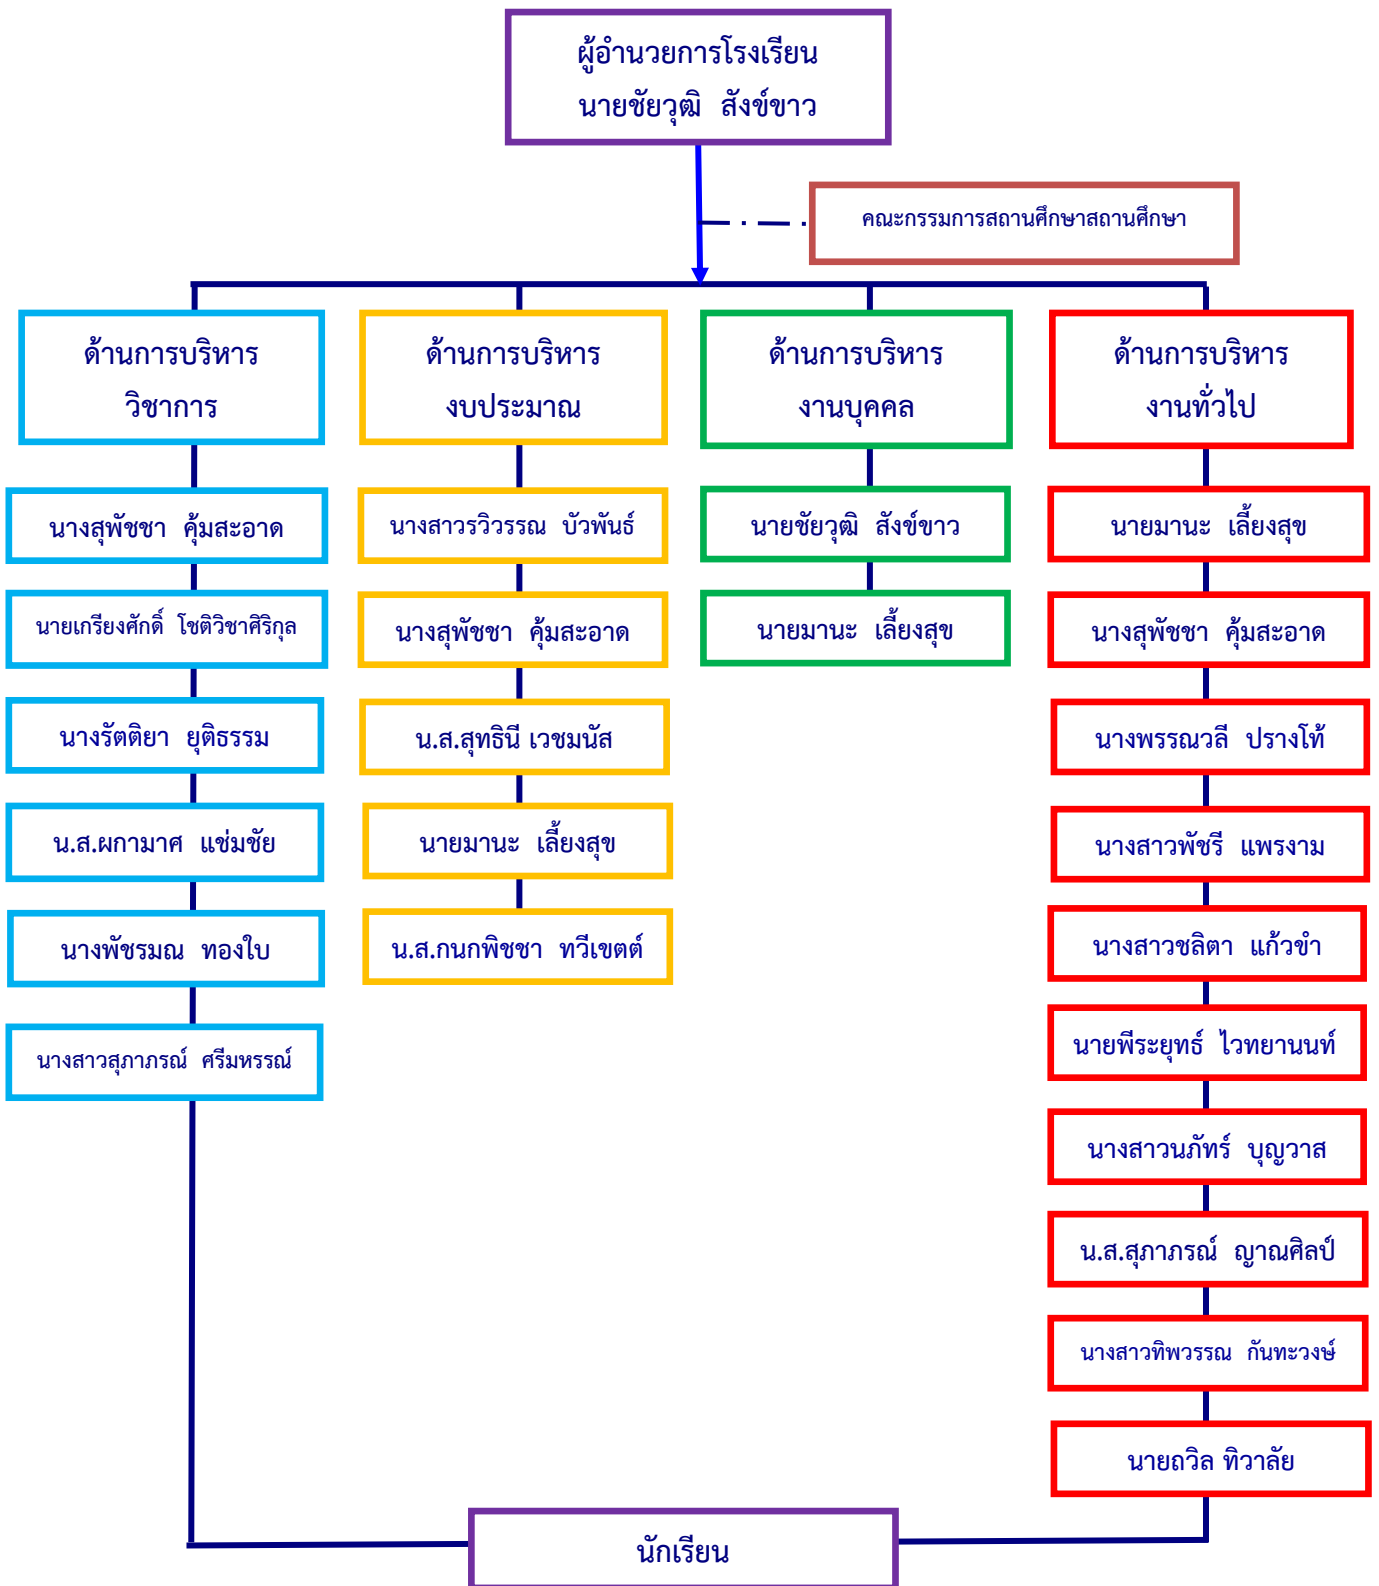 ผู้อำนวยการโรงเรียน
นายชัยวุฒิ สังข์ขาว
คณะกรรมการสถานศึกษาสถานศึกษา
ด้านการบริหาร
วิชาการ
นางสุพัชชา คุ้มสะอาด
นายเกรียงศักดิ์ โชติวิชาศิริกุล
นางรัตติยา ยุติธรรม
น.ส.ผกามาศ แช่มชัย
นางพัชรมณ ทองใบ
นางสาวสุภาภรณ์ ศรีมหรรณ์
ด้านการบริหาร
งบประมาณ
นางสาวรวิวรรณ บัวพันธ์
นางสุพัชชา คุ้มสะอาด
น.ส.สุทธินี เวชมนัส
นายมานะ เลี้ยงสุข
น.ส.กนกพิชชา ทวีเขตต์
ด้านการบริหาร
งานบุคคล
นายชัยวุฒิ สังข์ขาว
นายมานะ เลี้ยงสุข
ด้านการบริหาร
งานทั่วไป
นายมานะ เลี้ยงสุข
นางสุพัชชา คุ้มสะอาด
นางพรรณวลี ปรางโท้
นางสาวพัชรี แพรงาม
นางสาวชลิตา แก้วขำ
นายพีระยุทธ์ ไวทยานนท์
นางสาวนภัทร์ บุญวาส
น.ส.สุภาภรณ์ ญาณศิลป์
นางสาวทิพวรรณ กันทะวงษ์
นายถวิล ทิวาลัย
นักเรียน